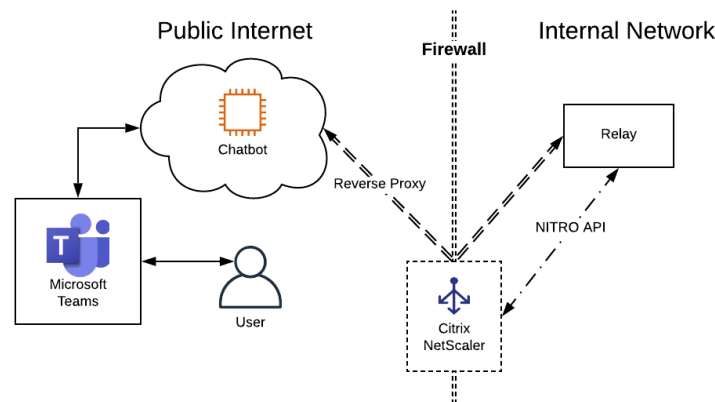 Public Internet
Internal Network
Firewall
Chatbot
Relay
Reverse Proxy
NITRO API
T
Microsoft
Teams
User
Citrix
NetScaler